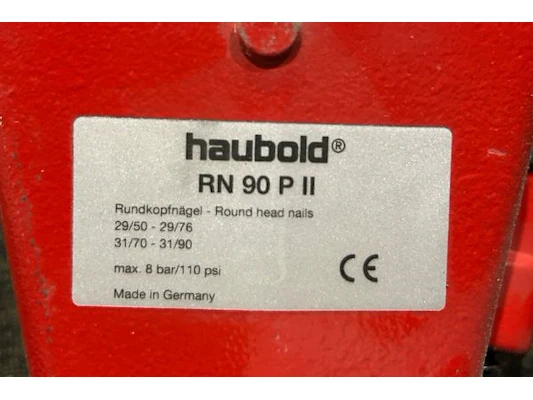 haubold®
RN 90 P II
Rundkopfnägel - Round head nails
29/50 - 29/76
31/70 - 31/90
max. 8 bar/110 psi
CE
Made in Germany